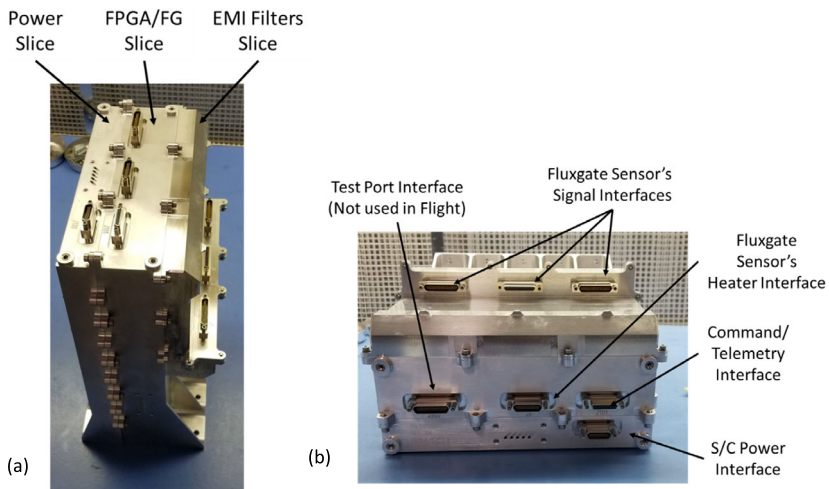 Power
Slice
FPGA/FG
Slice
EMI Filters
Slice
Test Port Interface
(Not used in Flight)
Fluxgate Sensor's
Signal Interfaces
Fluxgate
Sensor's
Heater Interface
Command/
Telemetry
Interface
S/C Power
Interface
(a)
(b)